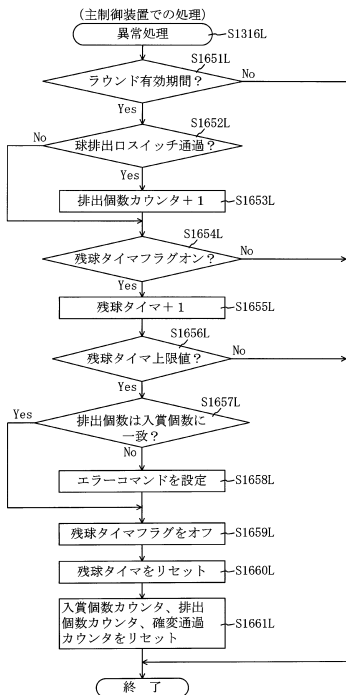 (主制御装置での処理)
異常処理
S1316L
S1651L
ラウンド有効期間？
No
Yes
S1652L
No
球排出口スイッチ通過？
Yes
排出個数カウンタ＋1
S1653L
S1654L
残球タイマフラグオン？
No
Yes
残球タイマ＋1
S1655L
S1656L
残球タイマ上限値？
No
Yes
S1657L
Yes
排出個数は入賞個数に
一致？
No
エラーコマンドを設定
S1658L
残球タイマフラグをオフ
S1659L
残球タイマをリセット
S1660L
入賞個数カウンタ、排出
個数カウンタ、確変通過
カウンタをリセット
S1661L
終 了